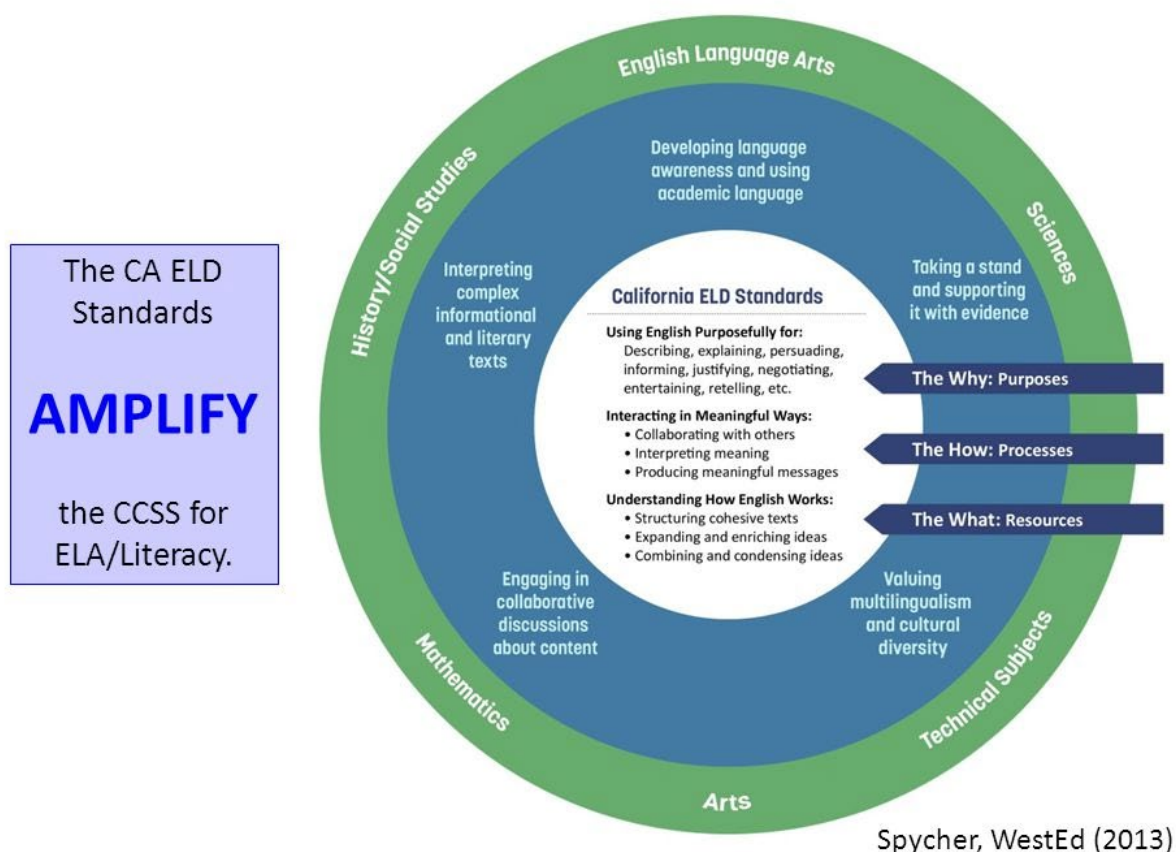 The CA ELD
Standards
AMPLIFY
the CCSS for
ELA/Literacy.
English Language Arts
History/Social Studies
Sciences
Mathematics
Technical Subjects
Arts
Developing language
awareness and using
academic language
Interpreting
complex
informational
and literary
texts
Taking a stand
and supporting
it with evidence
California ELD Standards
Using English Purposefully for:
Describing, explaining, persuading,
informing, justifying, negotiating,
entertaining, retelling, etc.
Interacting in Meaningful Ways:
• Collaborating with others
• Interpreting meaning
• Producing meaningful messages
Understanding How English Works:
• Structuring cohesive texts
• Expanding and enriching ideas
• Combining and condensing ideas
The Why: Purposes
The How: Processes
The What: Resources
Engaging in
collaborative
discussions
about content
Valuing
multilingualism
and cultural
diversity
Spycher, WestEd (2013)